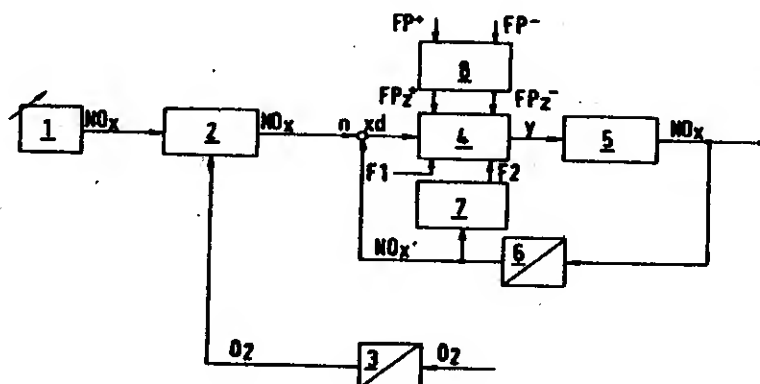 FP+ FP-
8
FPz+ FPz-
1 NOx 2 NOx n xd 4 y 5 NOx
F1 F2
7
NOx' 6
O2 3 O2